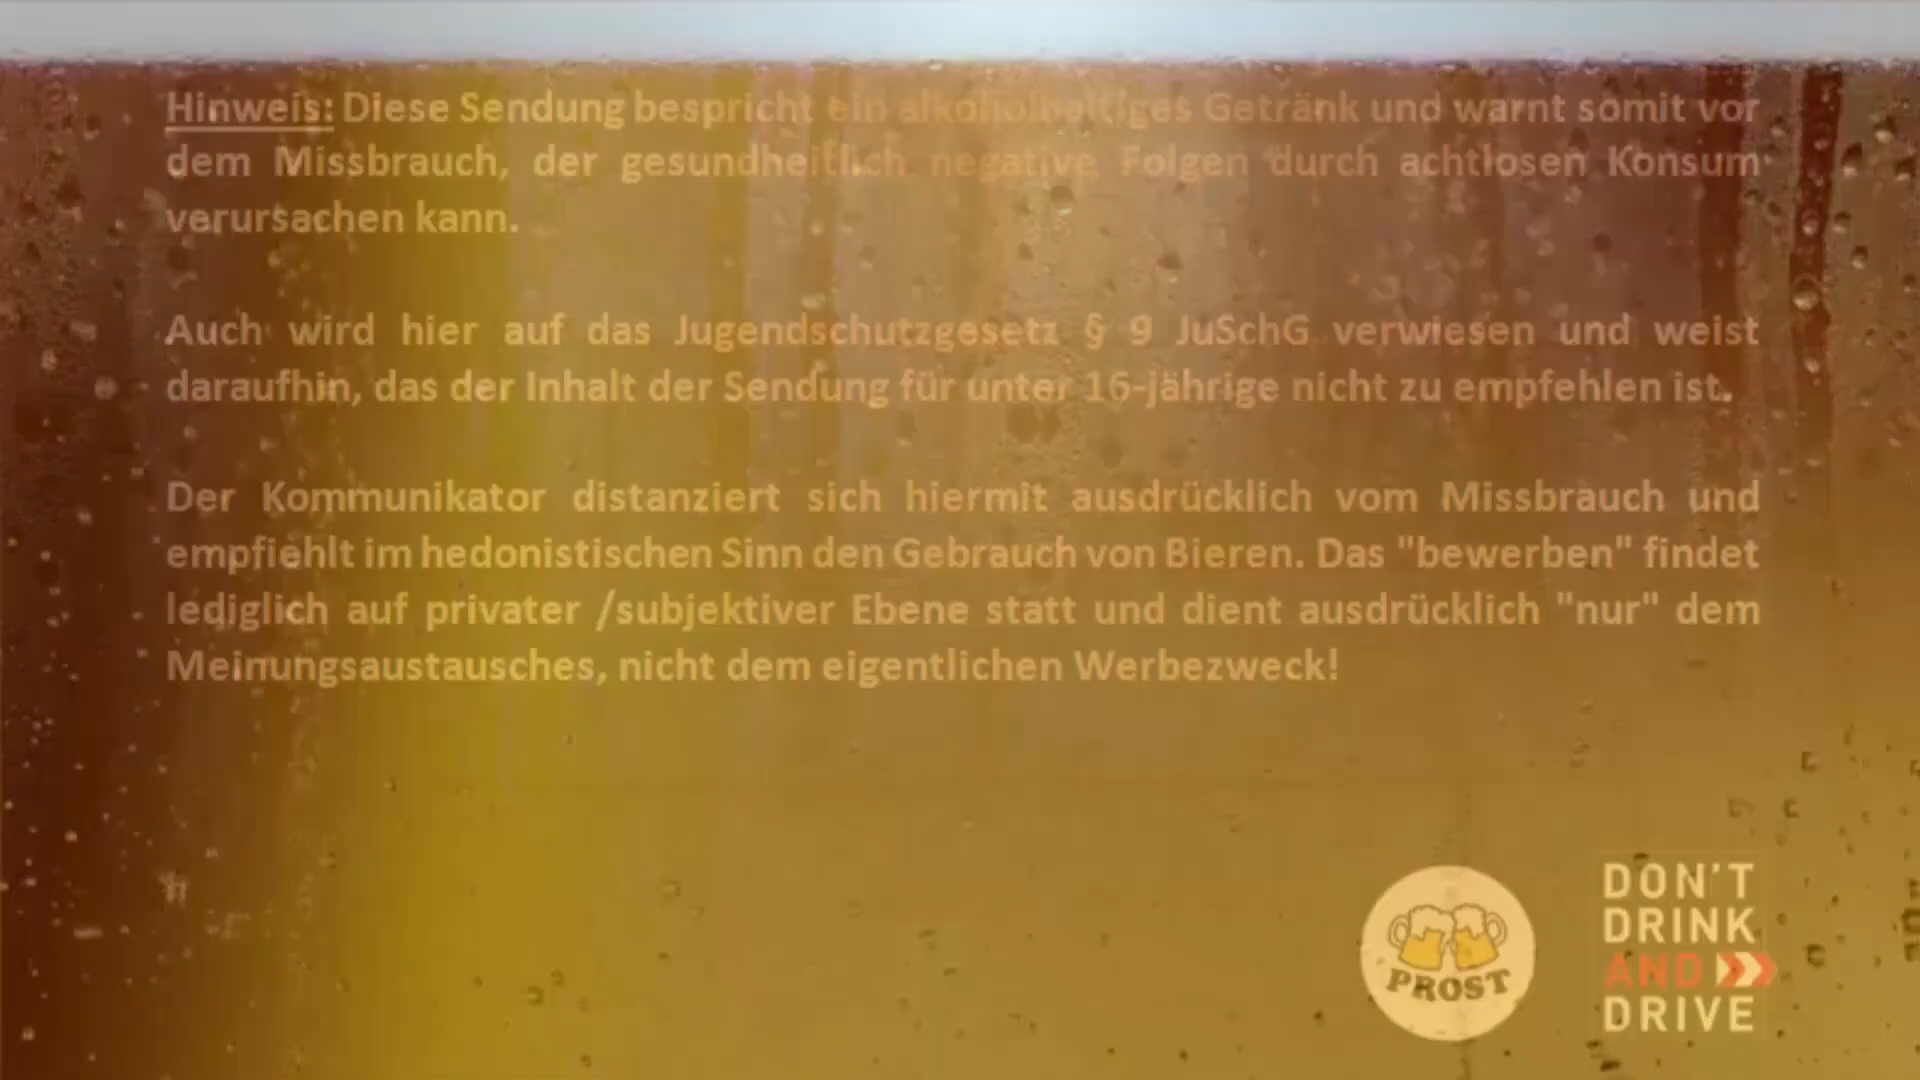 Hinweis: Diese Sendung bespricht ein alkoholhaltiges Getränk und warnt somit vor
dem Missbrauch, der gesundheitlich negative Folgen durch achtlosen Konsum
verursachen kann.
Auch wird hier auf das Jugendschutzgesetz § 9 JuSchG verwiesen und weist
daraufhin, das der Inhalt der Sendung für unter 16-jährige nicht zu empfehlen ist.
Der Kommunikator distanziert sich hiermit ausdrücklich vom Missbrauch und
empfiehlt im hedonistischen Sinn den Gebrauch von Bieren. Das "bewerben" findet
lediglich auf privater /subjektiver Ebene statt und dient ausdrücklich "nur" dem
Meinungsaustausches, nicht dem eigentlichen Werbezweck!
PROST
DON'T
DRINK
AND
DRIVE